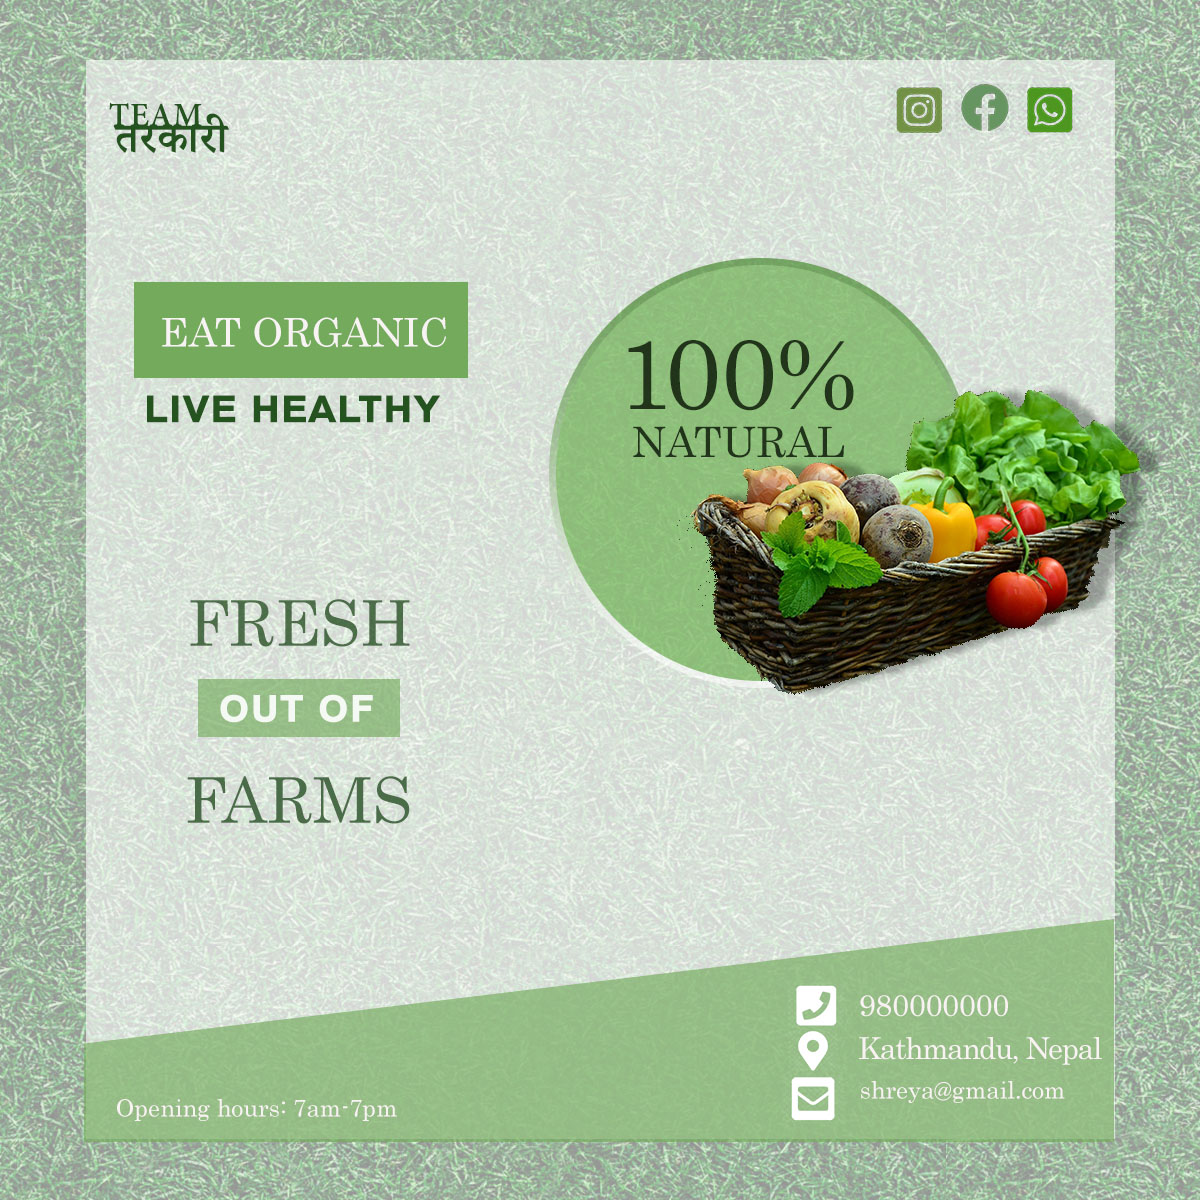 TEAM
तरकारी
EAT ORGANIC
LIVE HEALTHY
100%
NATURAL
FRESH
OUT OF
FARMS
980000000
Kathmandu, Nepal
shreya@gmail.com
Opening hours: 7am-7pm